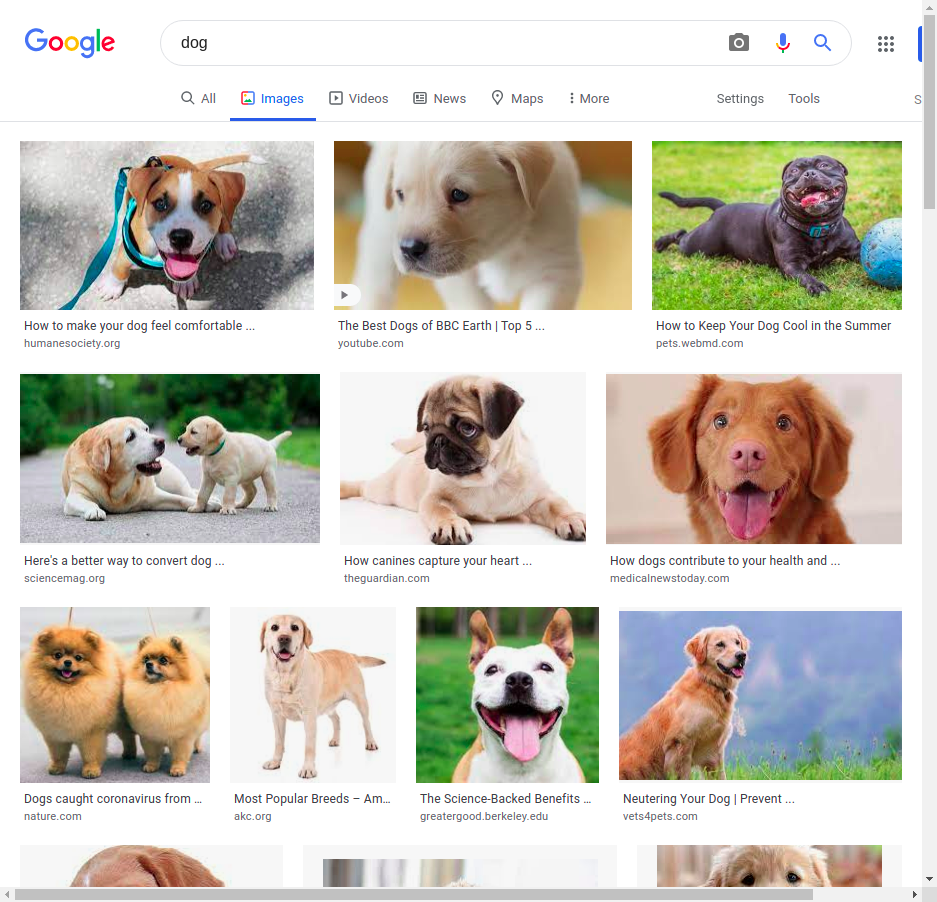 Google
dog
All
Images
Videos
News
Maps
More
Settings
Tools
S
How to make your dog feel comfortable ...
humanesociety.org
The Best Dogs of BBC Earth | Top 5 ...
youtube.com
How to Keep Your Dog Cool in the Summer
pets.webmd.com
Here's a better way to convert dog ...
sciencemag.org
How canines capture your heart ...
theguardian.com
How dogs contribute to your health and ...
medicalnewstoday.com
Dogs caught coronavirus from ...
nature.com
Most Popular Breeds – Am...
akc.org
The Science-Backed Benefits ...
greatergood.berkeley.edu
Neutering Your Dog | Prevent ...
vets4pets.com